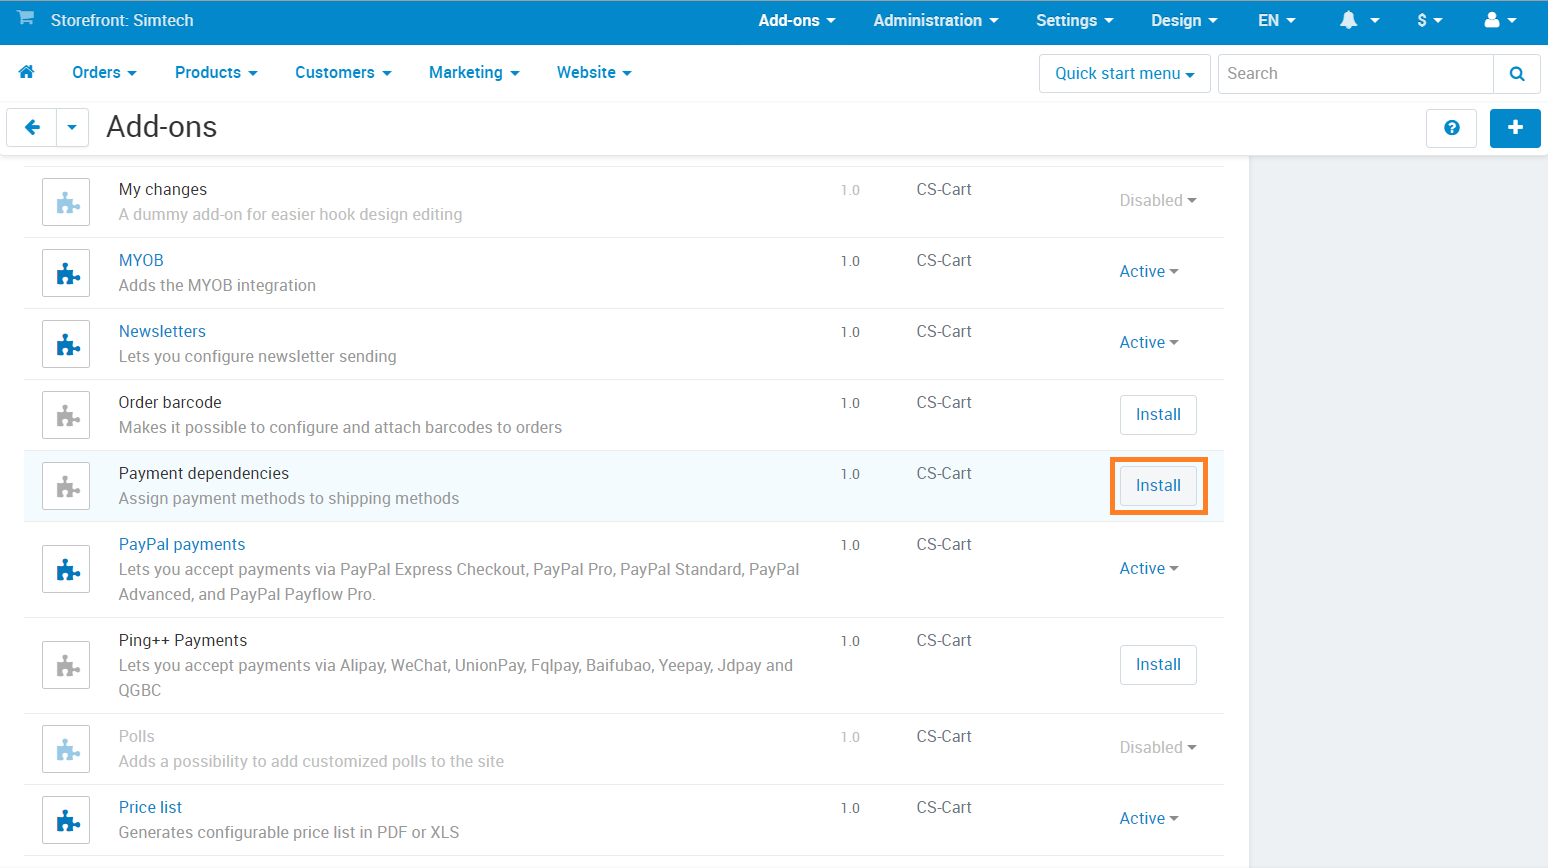 Storefront: Simtech Add-ons Administration Settings Design EN $
Orders Products Customers Marketing Website Quick start menu Search
Add-ons
My changes 1.0 CS-Cart Disabled
A dummy add-on for easier hook design editing
MYOB 1.0 CS-Cart Active
Adds the MYOB integration
Newsletters 1.0 CS-Cart Active
Lets you configure newsletter sending
Order barcode 1.0 CS-Cart Install
Makes it possible to configure and attach barcodes to orders
Payment dependencies 1.0 CS-Cart Install
Assign payment methods to shipping methods
PayPal payments 1.0 CS-Cart Active
Lets you accept payments via PayPal Express Checkout, PayPal Pro, PayPal Standard, PayPal
Advanced, and PayPal Payflow Pro.
Ping++ Payments 1.0 CS-Cart Install
Lets you accept payments via Alipay, WeChat, UnionPay, Fqlpay, Baifubao, Yeepay, Jdpay and
QGBC
Polls 1.0 CS-Cart Disabled
Adds a possibility to add customized polls to the site
Price list 1.0 CS-Cart Active
Generates configurable price list in PDF or XLS